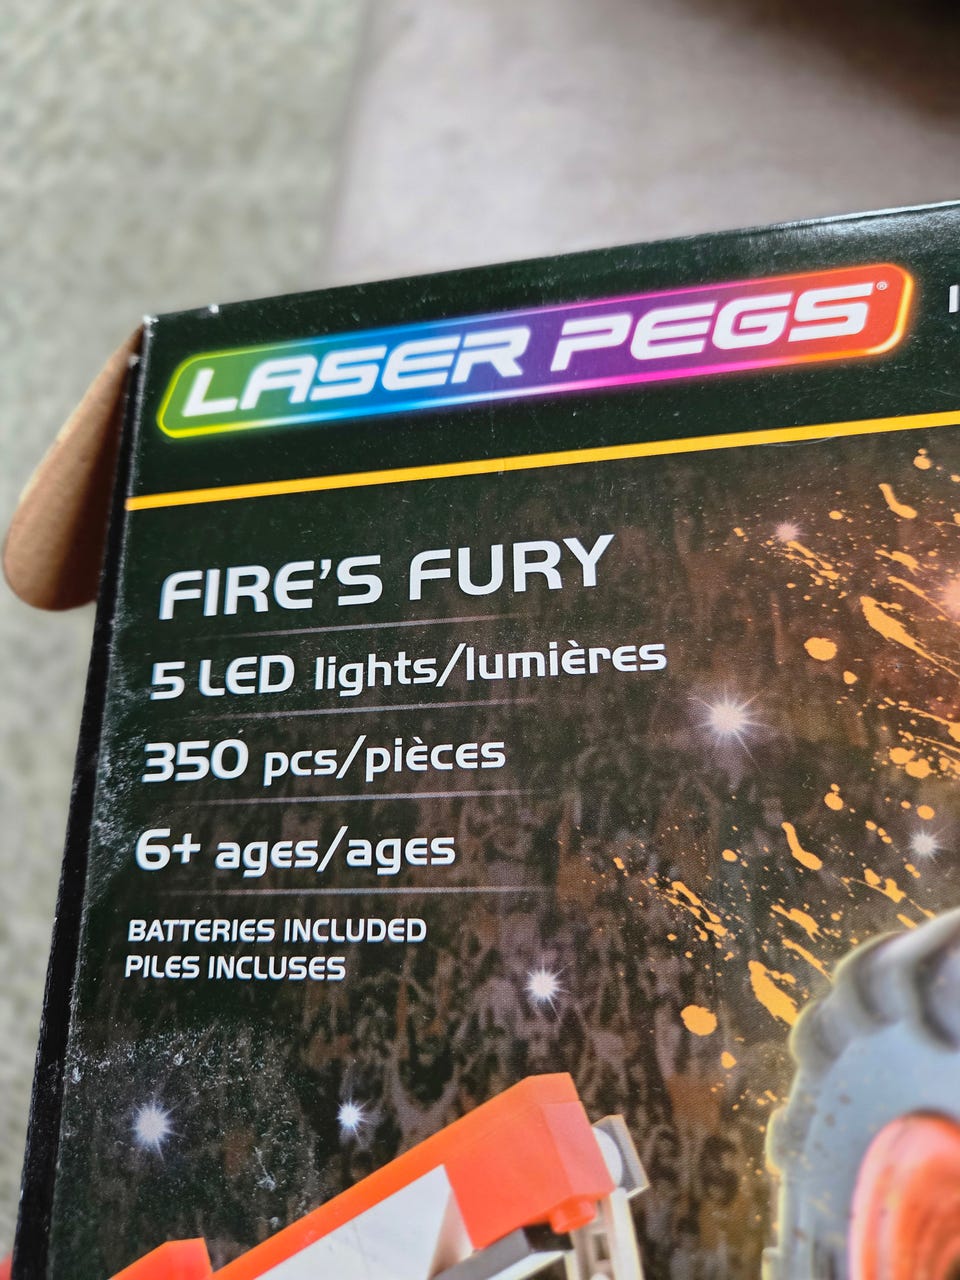 LASER PEGS®
FIRE'S FURY
5 LED lights/lumières
350 pcs/pièces
6+ ages/ages
BATTERIES INCLUDED
PILES INCLUSES